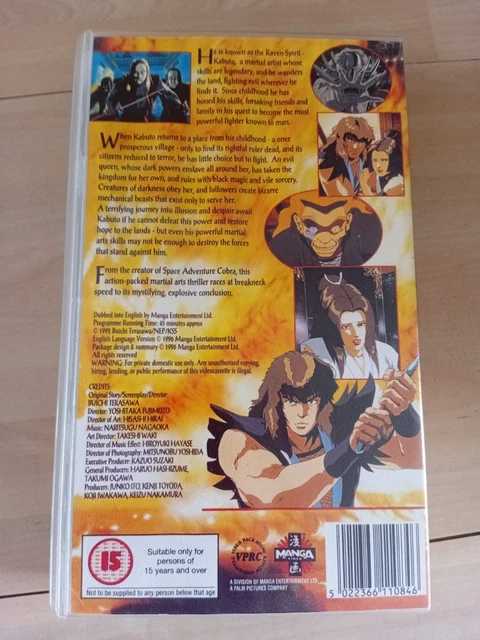 He is known as the Raven Spirit -
Kabuto, a martial artist whose
skills are legendary, and he wanders
the land, fighting evil wherever he
finds it. Since childhood he has
honed his skills, forsaking friends and
family in his quest to become the most
powerful fighter known to man.
When Kabuto returns to a place from his childhood - a once
prosperous village - only to find its rightful ruler dead, and its
citizens reduced to terror, he has little choice but to fight. An evil
queen, whose dark powers enslave all around her, has taken the
kingdom for her own, and rules with black magic and vile sorcery.
Creatures of darkness obey her, and followers create bizarre
mechanical beasts that exist only to serve her.
A terrifying journey into illusion and despair await
Kabuto if he cannot defeat this power and restore
hope to the lands - but even his powerful martial
arts skills may not be enough to destroy the forces
that stand against him.
From the creator of Space Adventure Cobra, this
action-packed martial arts thriller races at breakneck
speed to its mystifying, explosive conclusion.
Dubbed into English by Manga Entertainment Ltd.
Programme Running Time: 45 minutes approx
English Language Version © 1996 Manga Entertainment Ltd.
Package design & summary © 1996 Manga Entertainment Ltd.
All rights reserved
WARNING: For private domestic use only. Any unauthorised copying,
hiring, lending, or public performance of this videocassette is illegal.
CREDITS:
Original Story/Screenplay/Director:
BUICHI TERASAWA
Director: YOSHITAKA FUJIMOTO
Director of Art: HISASHI HIRAI
Music: NARITSUGU NAGAOKA
Art Director: TAKESHI WAKI
Director of Music Effect: HIROYUKI HAYASE
Director of Photography: MITSUNOBU YOSHIDA
Executive Producer: KAZUO SUZAKI
General Producers: HARUO HASHIZUME,
TAKUMI OGAWA
Producers: JUNKO ITO, KENJI TOYODA,
KOJI IWAKAWA, KEIZU NAKAMURA
15
Suitable only for
persons of
15 years and over
Not to be supplied to any person below that age
VPRC
MANGA
VIDEO
A DIVISION OF MANGA ENTERTAINMENT LTD
A PALM PICTURES COMPANY
5 022366 110846